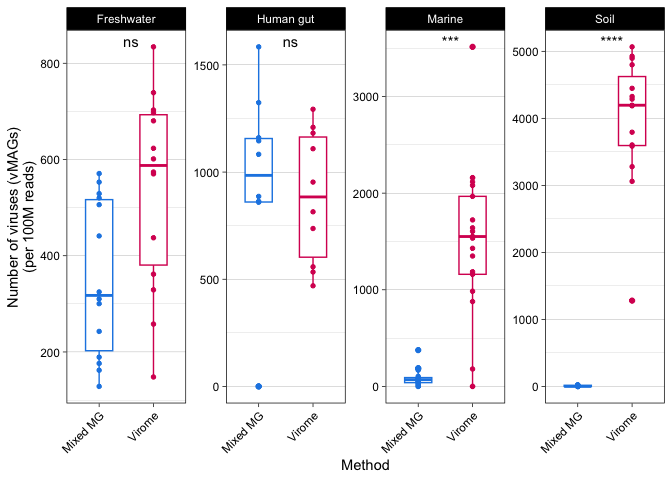 Freshwater
Human gut
Marine
Soil
ns
ns
***
****
Number of viruses (vMAGs)
(per 100M reads)
800
600
400
200
1500
1000
500
0
3000
2000
1000
0
5000
4000
3000
2000
1000
0
Mixed MG
Virome
Mixed MG
Virome
Mixed MG
Virome
Mixed MG
Virome
Method